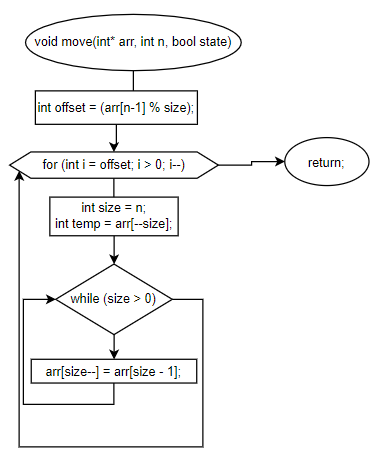 void move(int* arr, int n, bool state)
int offset = (arr[n-1] % size);
for (int i = offset; i > 0; i--)
return;
int size = n;
int temp = arr[--size];
while (size > 0)
arr[size--] = arr[size - 1];